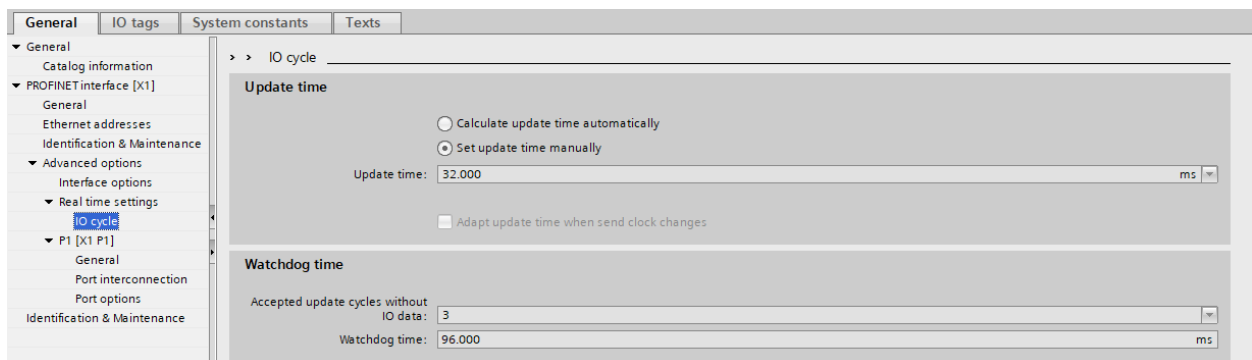 General IO tags System constants Texts
General
Catalog information
PROFINET interface [X1]
General
Ethernet addresses
Identification & Maintenance
Advanced options
Interface options
Real time settings
IO cycle
P1 [X1 P1]
General
Port interconnection
Port options
Identification & Maintenance
> > IO cycle
Update time
Calculate update time automatically
Set update time manually
Update time: 32.000 ms
Adapt update time when send clock changes
Watchdog time
Accepted update cycles without
IO data: 3
Watchdog time: 96.000 ms